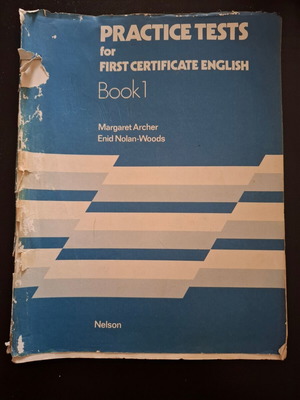 PRACTICE TESTS
for
FIRST CERTIFICATE ENGLISH
Book 1
Margaret Archer
Enid Nolan-Woods
Nelson